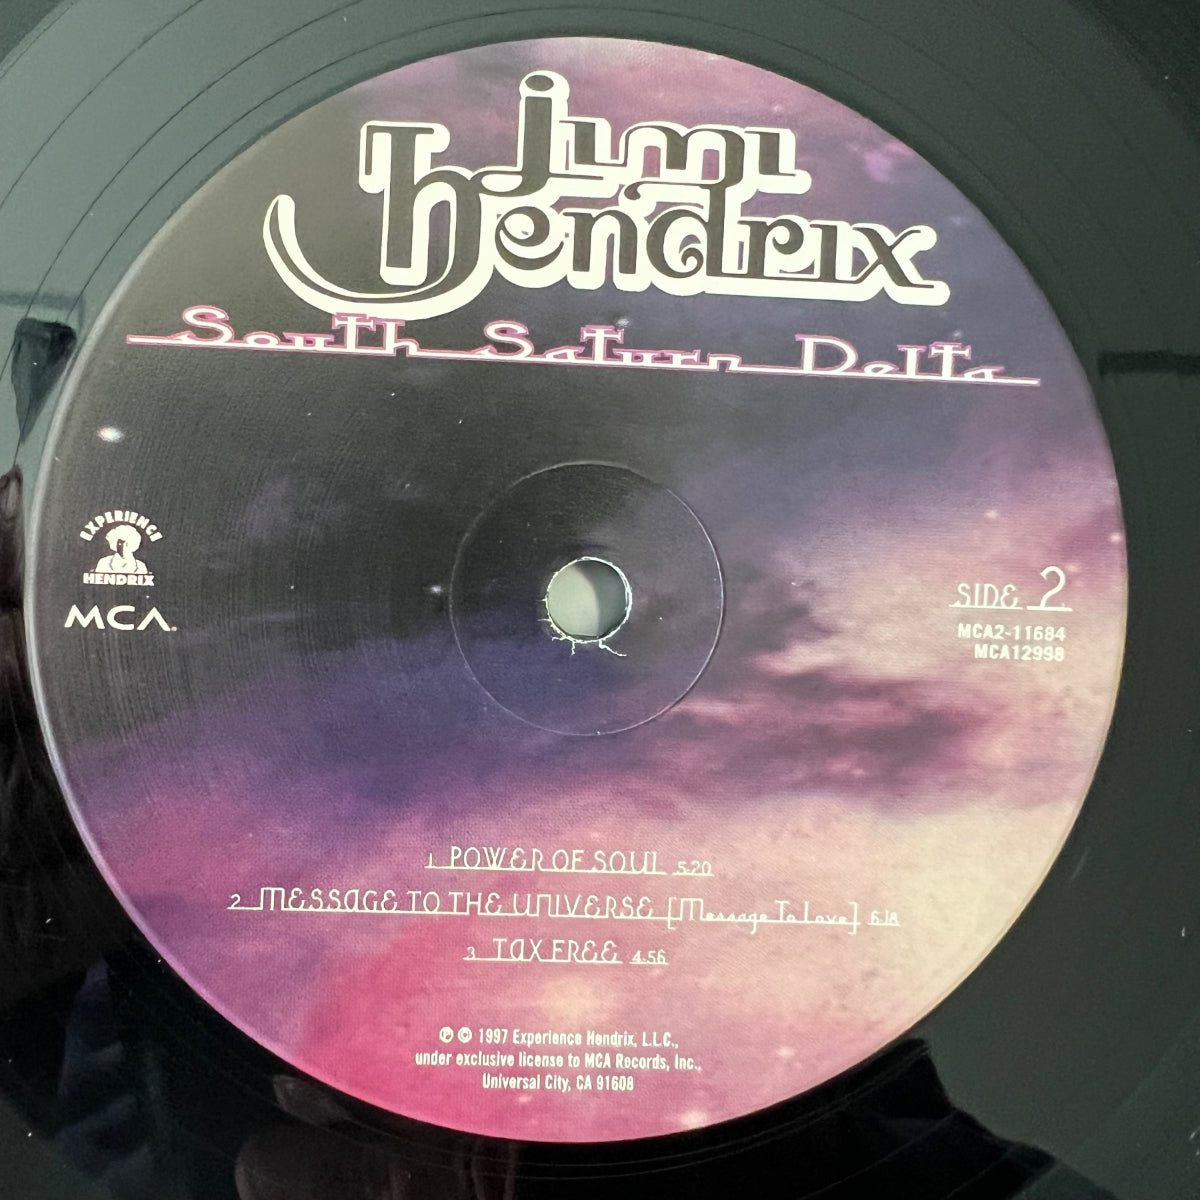 Jimi
Hendrix
South Saturn Delta
EXPERIENCE
HENDRIX
MCA.
SIDE 2
MCA2-11684
MCA12998
1 POWER OF SOUL 5:20
2 MESSAGE TO THE UNIVERSE [Message To Love] 6:18
3 TAX FREE 4:56
℗ © 1997 Experience Hendrix, L.L.C.,
under exclusive license to MCA Records, Inc.,
Universal City, CA 91608